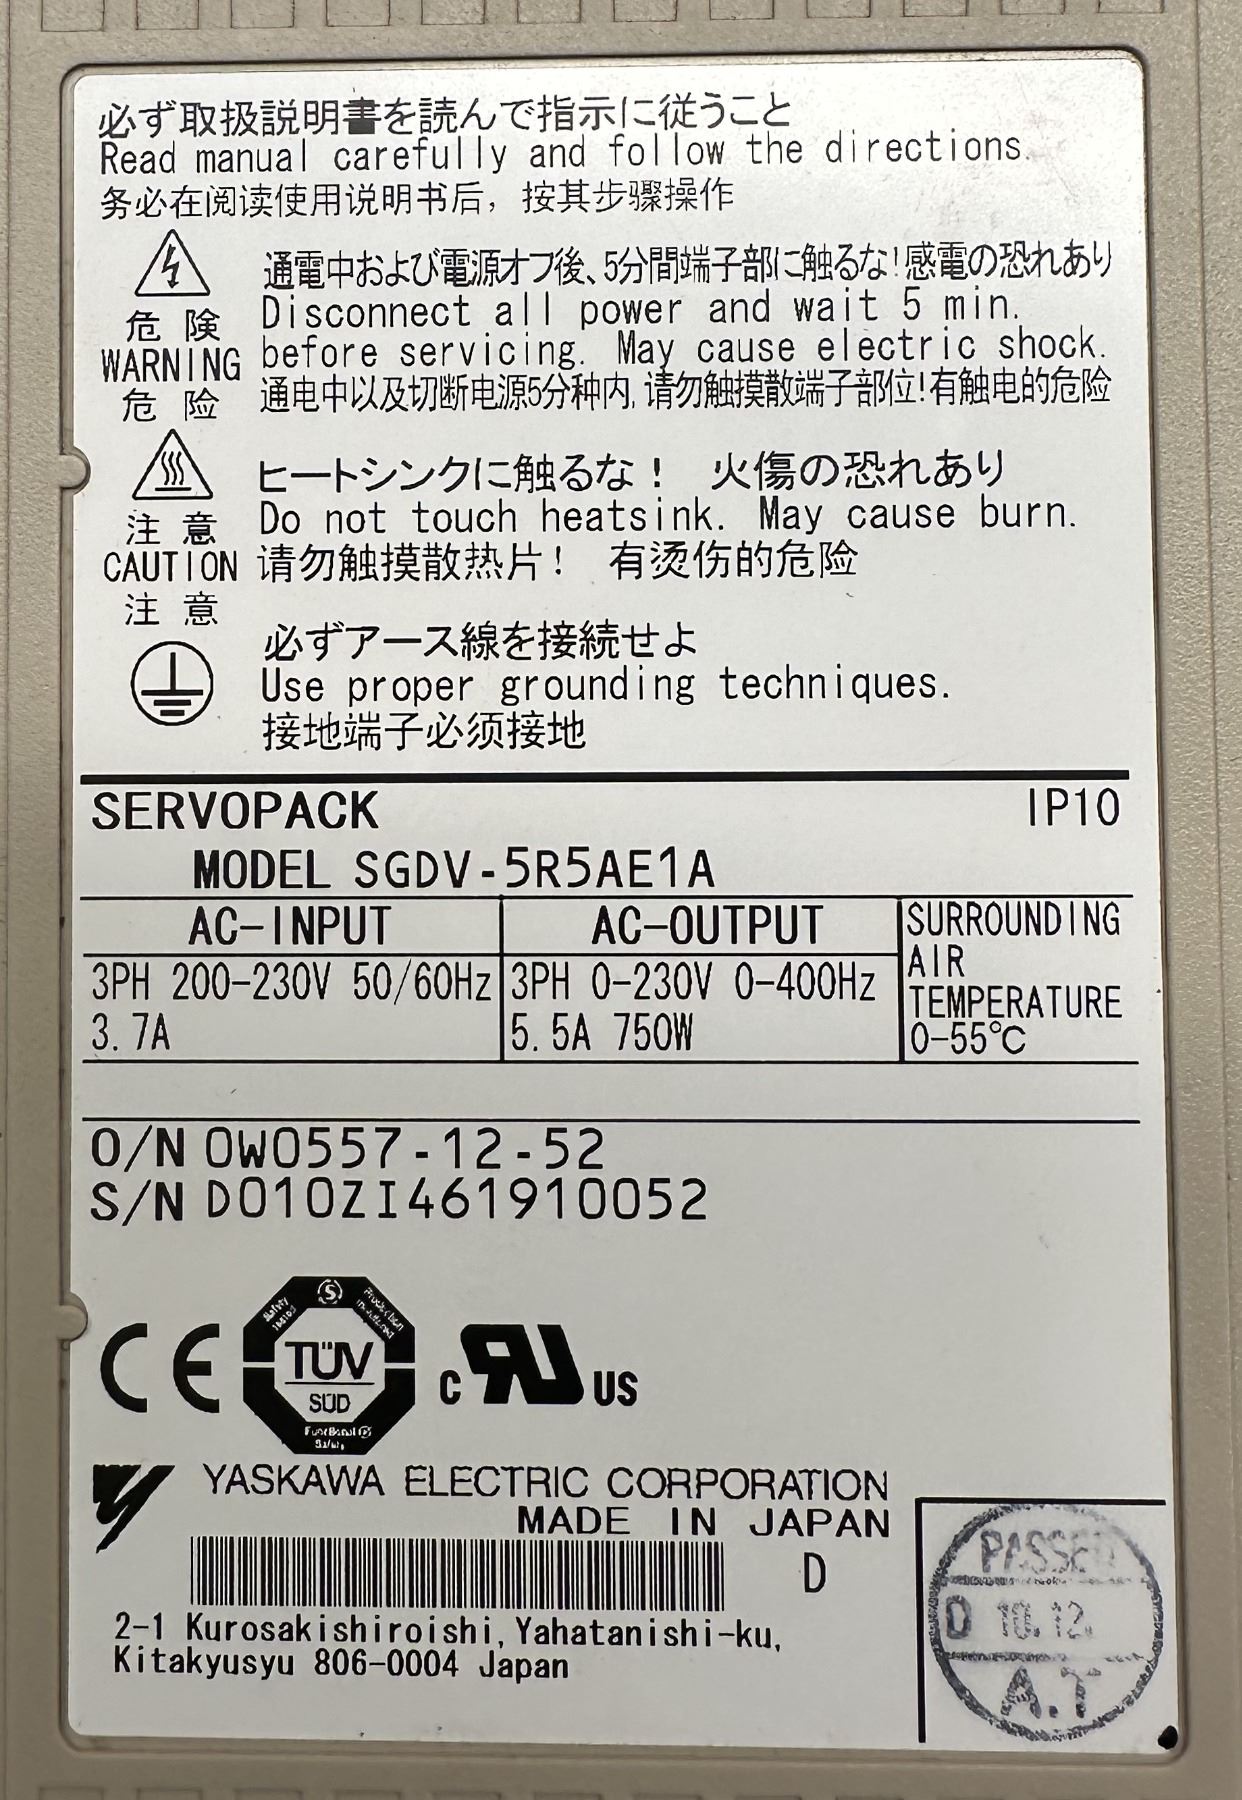 必ず取扱説明書を読んで指示に従うこと
Read manual carefully and follow the directions.
务必在阅读使用说明书后，按其步骤操作
危 険
WARNING
危 险
通電中および電源オフ後、5分間端子部に触るな！感電の恐れあり
Disconnect all power and wait 5 min.
before servicing. May cause electric shock.
通电中以及切断电源5分种内, 请勿触摸散端子部位！有触电的危险
注 意
CAUTION
注 意
ヒートシンクに触るな！ 火傷の恐れあり
Do not touch heatsink. May cause burn.
请勿触摸散热片！ 有烫伤的危险
必ずアース線を接続せよ
Use proper grounding techniques.
接地端子必须接地
SERVOPACK IP10
MODEL SGDV-5R5AE1A
AC-INPUT
3PH 200-230V 50/60Hz
3.7A
AC-OUTPUT
3PH 0-230V 0-400Hz
5.5A 750W
SURROUNDING
AIR
TEMPERATURE
0-55℃
O/N 0W0557-12-52
S/N D010ZI461910052
CE
S
Safety
tested
Production
monitored
TÜV
SÜD
Functional
Safety
c RU US
YASKAWA ELECTRIC CORPORATION
MADE IN JAPAN
D
2-1 Kurosakishiroishi, Yahatanishi-ku,
Kitakyusyu 806-0004 Japan
PASSED
D 10.12.
A.T